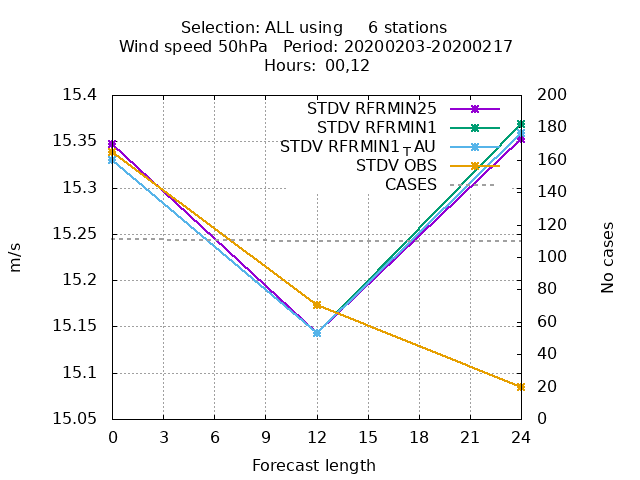 Selection: ALL using     6 stations
Wind speed 50hPa   Period: 20200203-20200217
Hours:  00,12
15.4
15.35
15.3
15.25
15.2
15.15
15.1
15.05
200
180
160
140
120
100
80
60
40
20
0
STDV RFRMIN25
STDV RFRMIN1
STDV RFRMIN1┬AU
STDV OBS
CASES
m/s
No cases
0 3 6 9 12 15 18 21 24
Forecast length